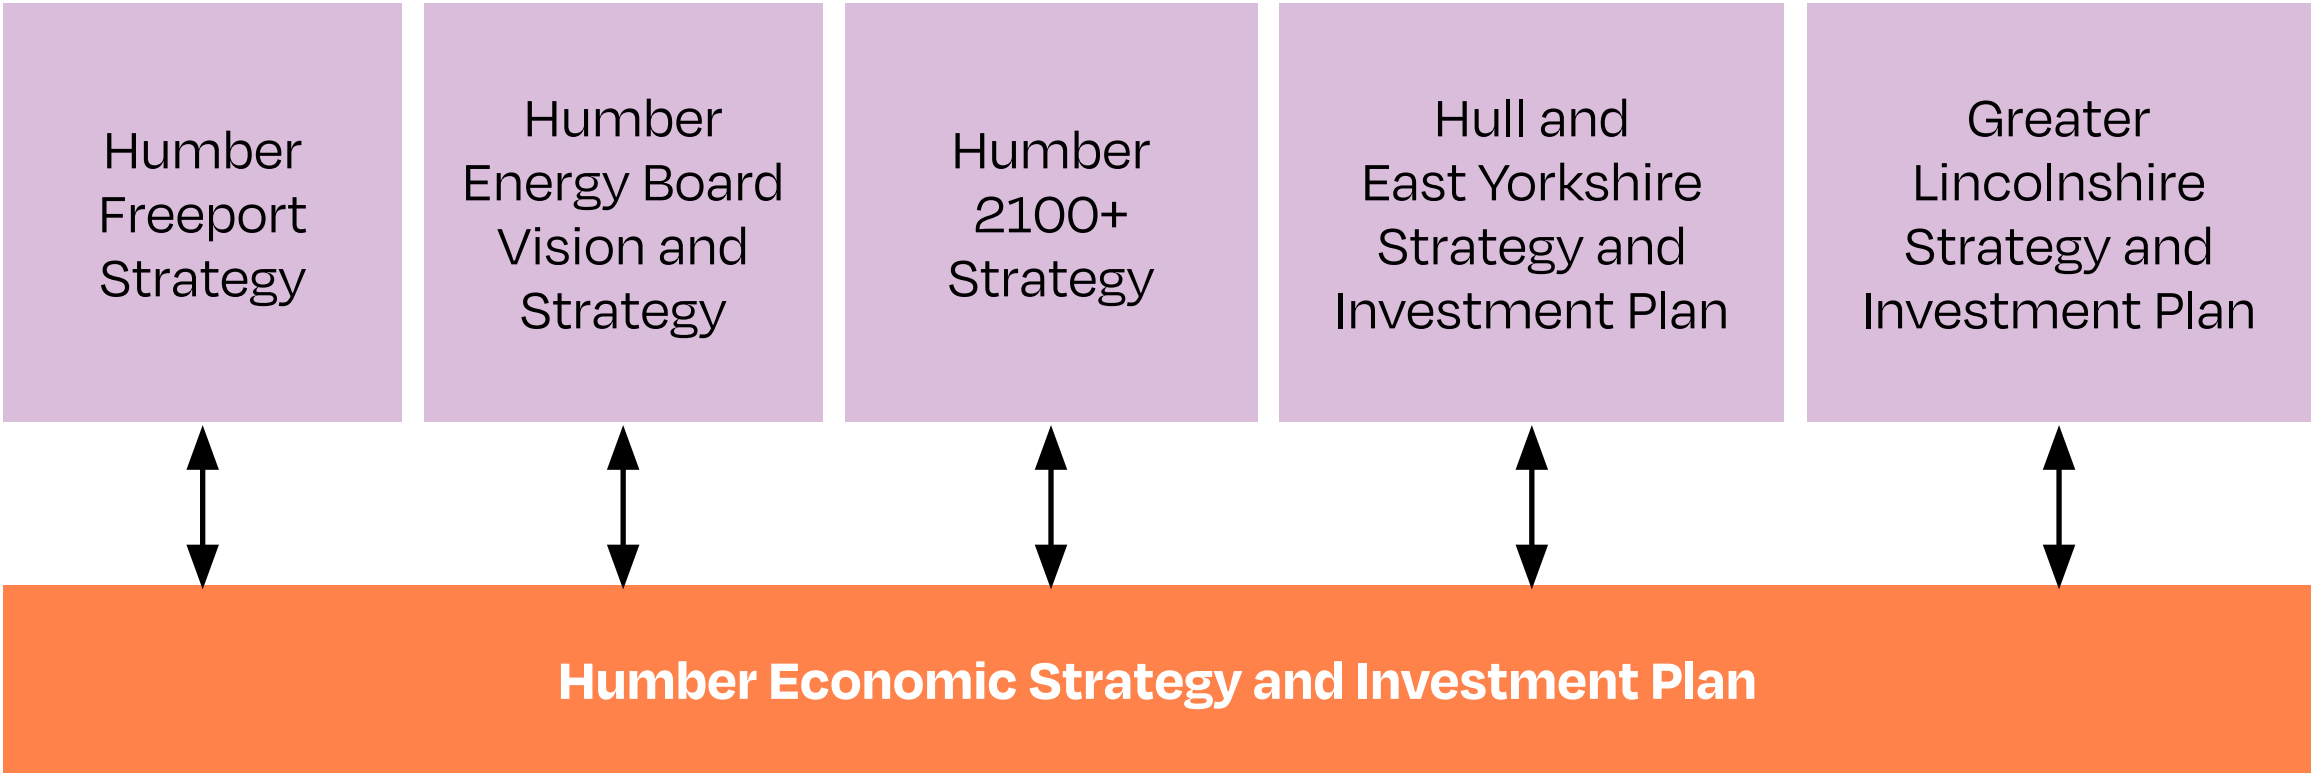 Humber
Freeport
Strategy
Humber
Energy Board
Vision and
Strategy
Humber
2100+
Strategy
Hull and
East Yorkshire
Strategy and
Investment Plan
Greater
Lincolnshire
Strategy and
Investment Plan
Humber Economic Strategy and Investment Plan